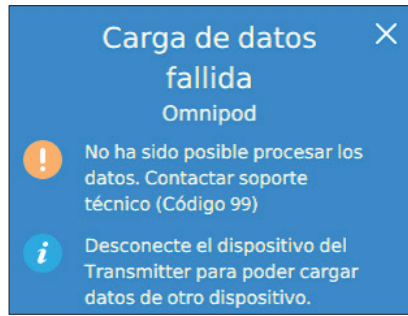 Carga de datos
fallida
Omnipod
No ha sido posible procesar los
datos. Contactar soporte
técnico (Código 99)
Desconecte el dispositivo del
Transmitter para poder cargar
datos de otro dispositivo.